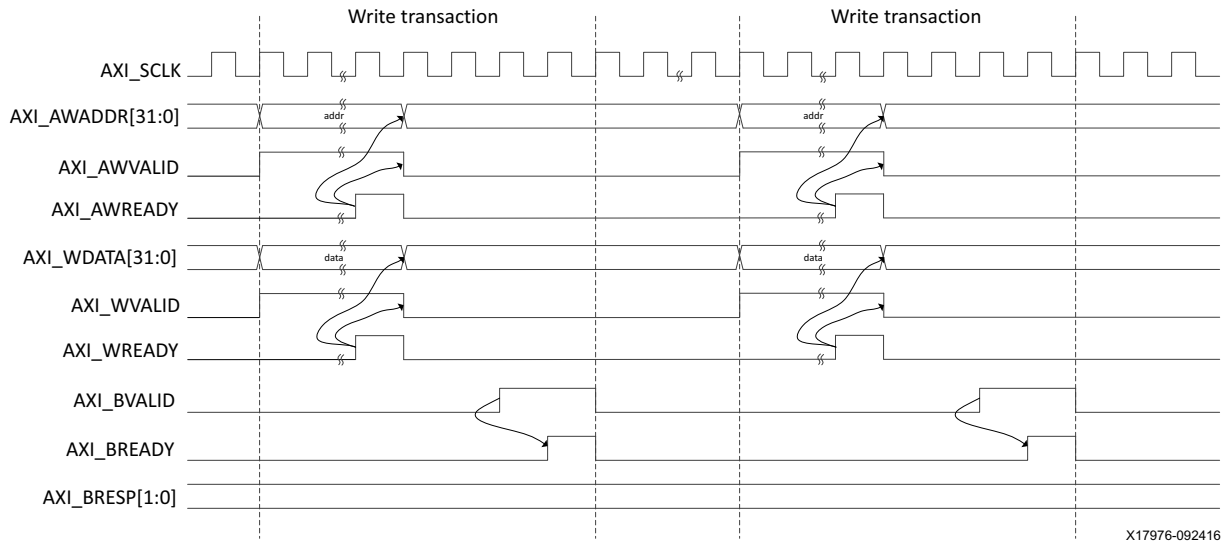 Write transaction Write transaction
AXI_SCLK
AXI_AWADDR[31:0] addr addr
AXI_AWVALID
AXI_AWREADY
AXI_WDATA[31:0] data data
AXI_WVALID
AXI_WREADY
AXI_BVALID
AXI_BREADY
AXI_BRESP[1:0]
X17976-092416